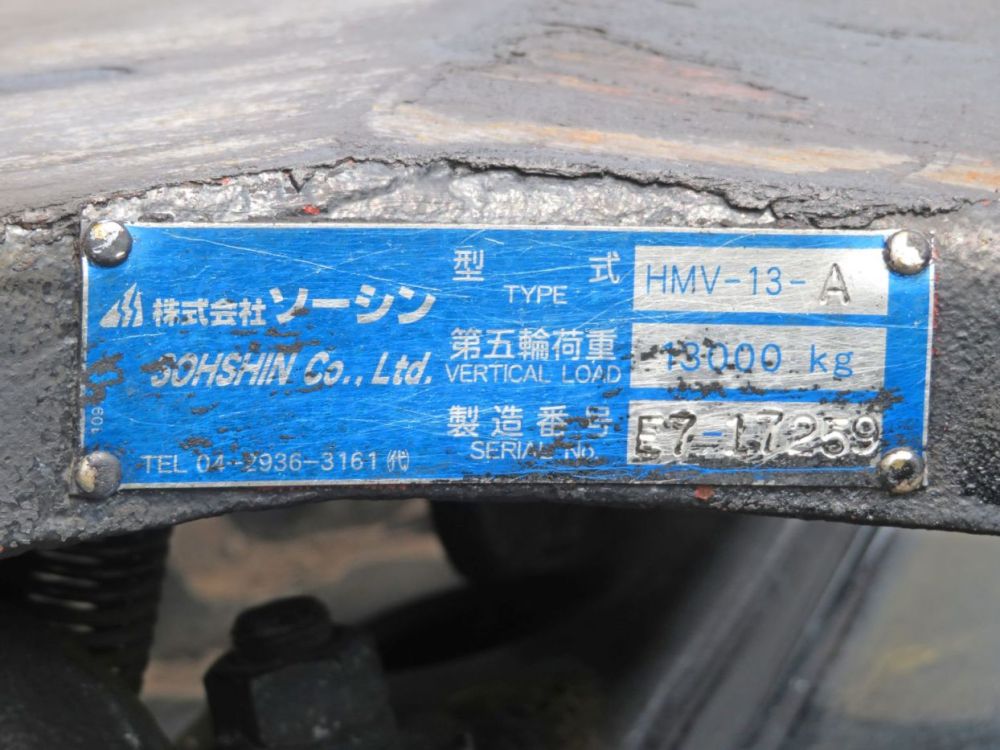 株式会社ソーシン
SOHSHIN Co., Ltd.
109
TEL 04-2936-3161 ㈹
型 式 HMV-13-A
TYPE
第五輪荷重 13000 kg
VERTICAL LOAD
製造番号 E7-17259
SERIAL No.